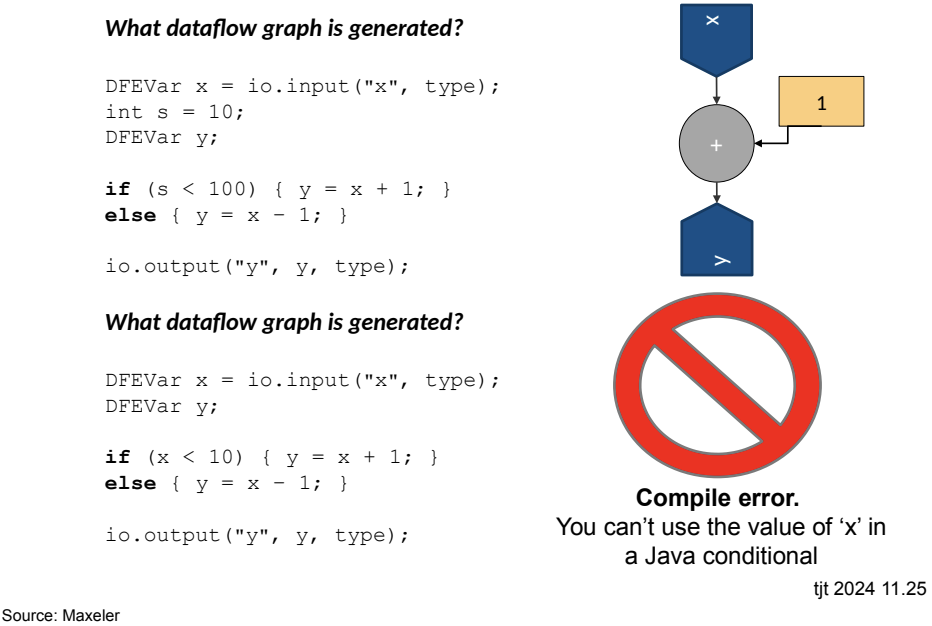 What dataflow graph is generated?
DFEVar x = io.input("x", type);
int s = 10;
DFEVar y;
if (s < 100) { y = x + 1; }
else { y = x – 1; }
io.output("y", y, type);
x
1
+
y
What dataflow graph is generated?
DFEVar x = io.input("x", type);
DFEVar y;
if (x < 10) { y = x + 1; }
else { y = x – 1; }
io.output("y", y, type);
Compile error.
You can’t use the value of ‘x’ in
a Java conditional
tjt 2024 11.25
Source: Maxeler